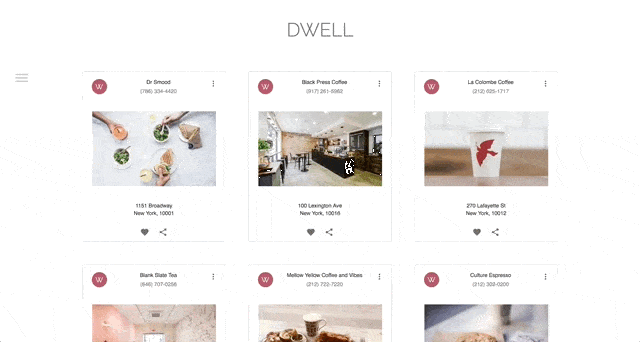 DWELL
W
Dr Smood
(786) 334-4420
1151 Broadway
New York, 10001
W
Black Press Coffee
(917)
100 Lexington Ave
New York, 10016
W
La Colombe Coffee
(212) 625-1717
270 Lafayette St
New York, 10012
W
Blank Slate Tea
(646) 707-0258
W
Mellow Yellow Coffee and Vibes
(212) 722-7220
W
Culture Espresso
(212) 302-0200